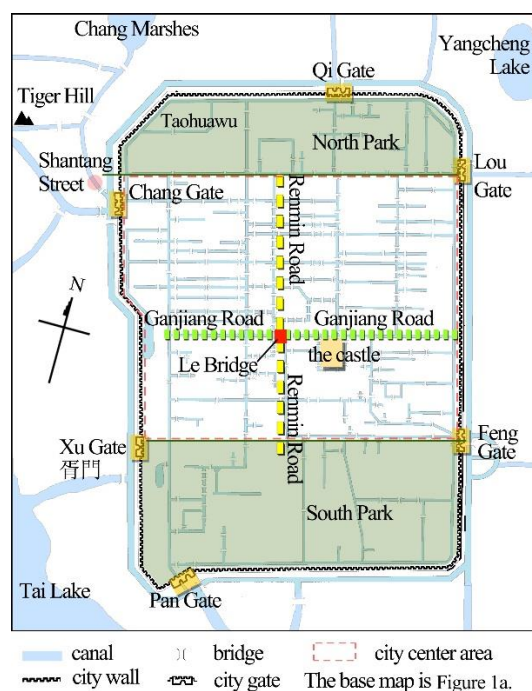 Chang Marshes
Yangcheng
Lake
Qi Gate
Tiger Hill
Taohuawu
North Park
Shantang
Street
Lou
Gate
Chang Gate
Renmin Road
N
Ganjiang Road
Ganjiang Road
Le Bridge
the castle
Renmin Road
Xu Gate
胥門
Feng
Gate
South Park
Tai Lake
Pan Gate
canal
bridge
city center area
city wall
city gate
The base map is Figure 1a.